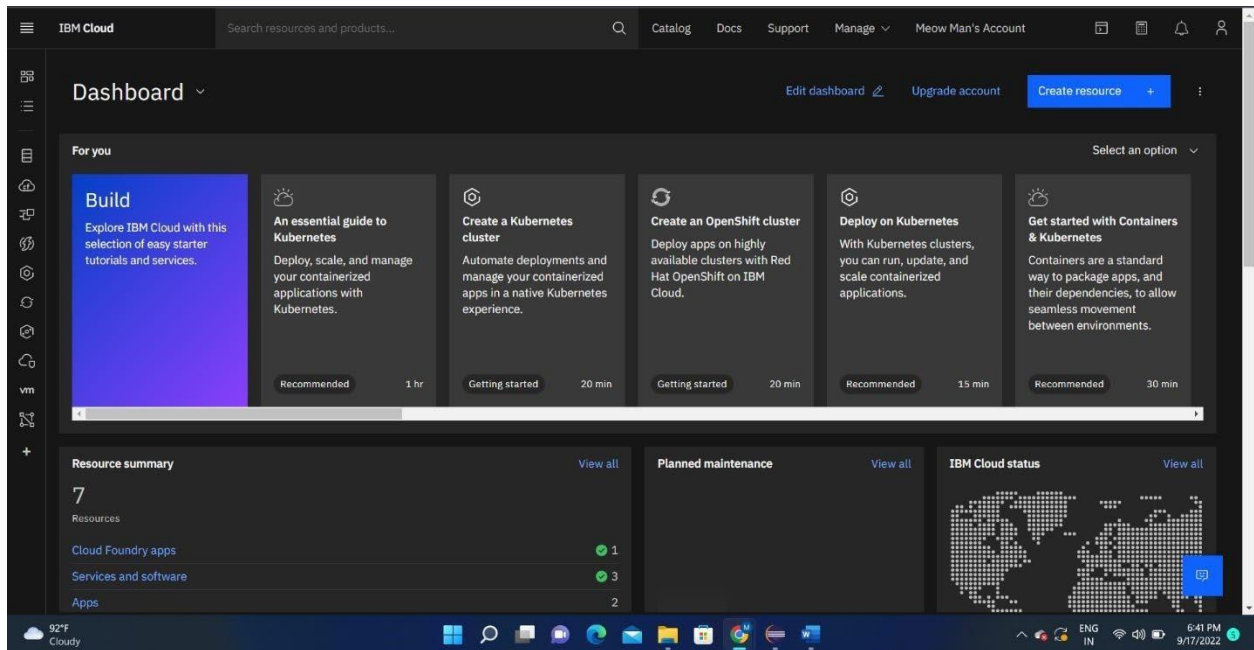 IBM Cloud
Search resources and products...
Catalog
Docs
Support
Manage
Meow Man's Account
Dashboard
Edit dashboard
Upgrade account
Create resource +
For you
Select an option
Build
Explore IBM Cloud with this
selection of easy starter
tutorials and services.
An essential guide to
Kubernetes
Deploy, scale, and manage
your containerized
applications with
Kubernetes.
Recommended
1 hr
Create a Kubernetes
cluster
Automate deployments and
manage your containerized
apps in a native Kubernetes
experience.
Getting started
20 min
Create an OpenShift cluster
Deploy apps on highly
available clusters with Red
Hat OpenShift on IBM
Cloud.
Getting started
20 min
Deploy on Kubernetes
With Kubernetes clusters,
you can run, update, and
scale containerized
applications.
Recommended
15 min
Get started with Containers
& Kubernetes
Containers are a standard
way to package apps, and
their dependencies, to allow
seamless movement
between environments.
Recommended
30 min
vm
Resource summary
View all
7
Resources
Cloud Foundry apps
1
Services and software
3
Apps
2
Planned maintenance
View all
IBM Cloud status
View all
92°F
Cloudy
ENG
IN
6:41 PM
9/17/2022
5